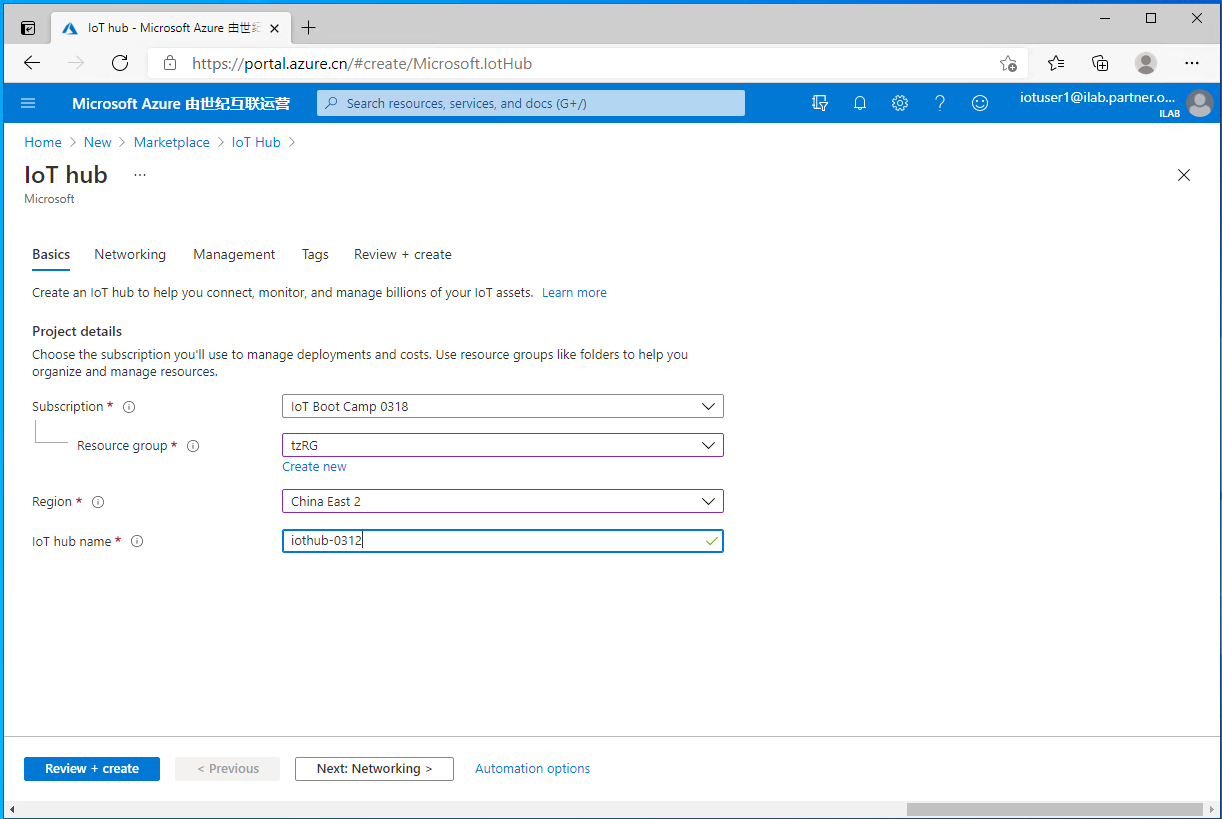 IoT hub - Microsoft Azure 由世纪
https://portal.azure.cn/#create/Microsoft.IotHub
Microsoft Azure 由世纪互联运营
Search resources, services, and docs (G+/)
iotuser1@ilab.partner.o...
ILAB
Home > New > Marketplace > IoT Hub >
IoT hub ...
Microsoft
Basics Networking Management Tags Review + create
Create an IoT hub to help you connect, monitor, and manage billions of your IoT assets. Learn more
Project details
Choose the subscription you'll use to manage deployments and costs. Use resource groups like folders to help you
organize and manage resources.
Subscription * IoT Boot Camp 0318
Resource group * tzRG
Create new
Region * China East 2
IoT hub name * iothub-0312
Review + create < Previous Next: Networking > Automation options